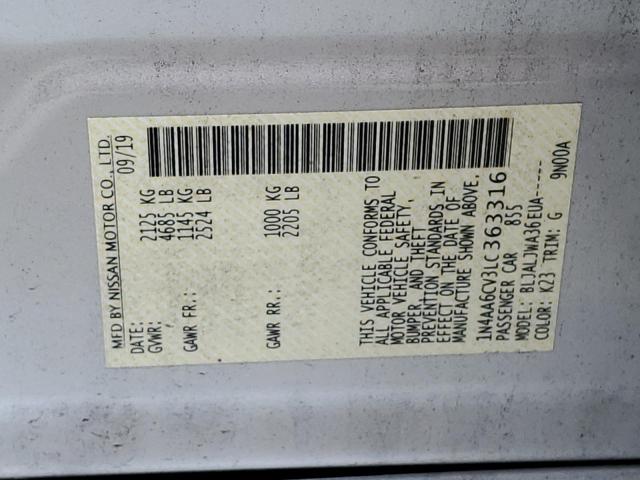 MFD BY NISSAN MOTOR CO., LTD.
DATE: 09/19
GVWR: 2125 KG
4685 LB
GAWR FR.: 1145 KG
2524 LB
GAWR RR.: 1000 KG
2205 LB
THIS VEHICLE CONFORMS TO
ALL APPLICABLE FEDERAL
MOTOR VEHICLE SAFETY,
BUMPER, AND THEFT
PREVENTION STANDARDS IN
EFFECT ON THE DATE OF
MANUFACTURE SHOWN ABOVE.
1N4AA6CV3LC363316
PASSENGER CAR 855
MODEL: BLJALJWA36EUA-----
COLOR: K23 TRIM: G 9N00A